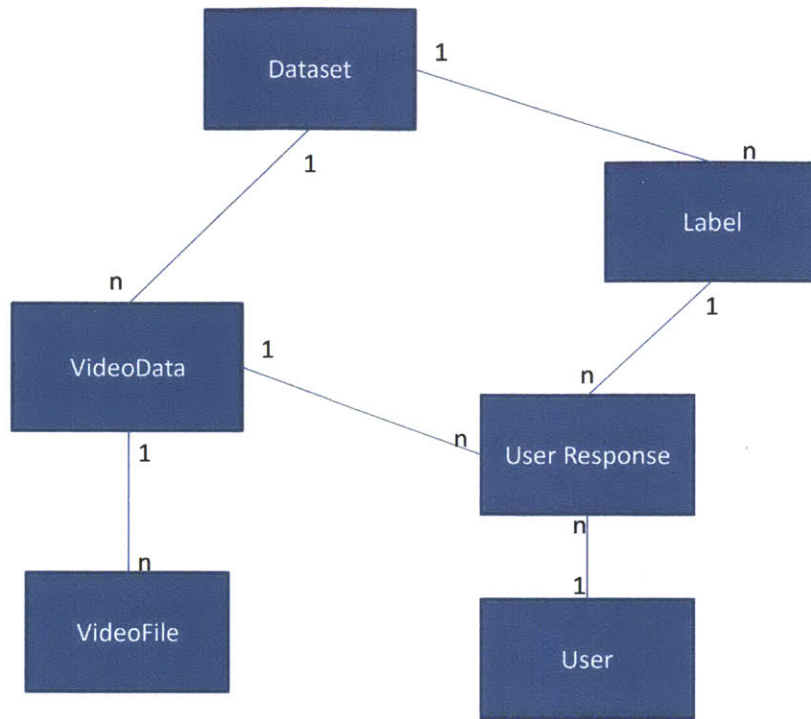 Dataset
1
1
n
Label
n
1
VideoData
1
n
User Response
n
1
n
n
VideoFile
1
User